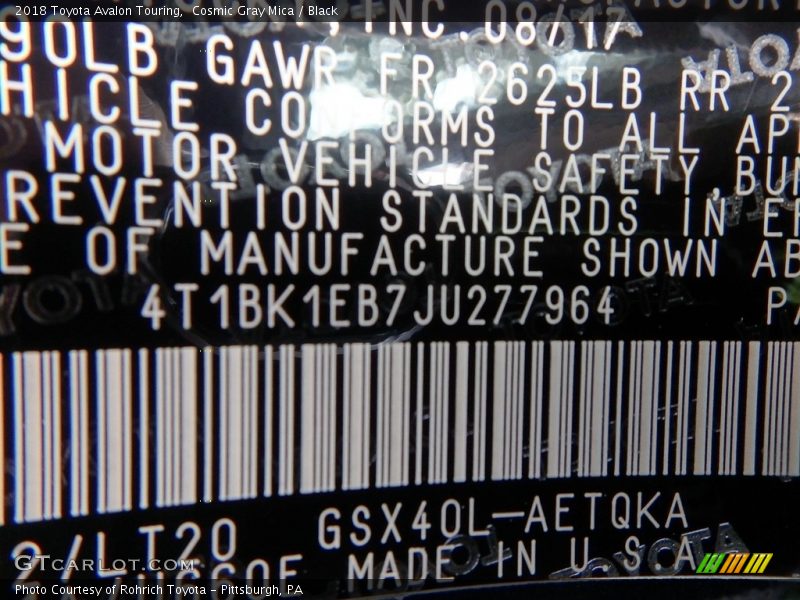 2018 Toyota Avalon Touring, Cosmic Gray Mica / Black
INC. 08/17
90LB GAWR FR 2625LB RR 2
HICLE CONFORMS TO ALL AP
MOTOR VEHICLE SAFETY, BU
REVENTION STANDARDS IN E
E OF MANUFACTURE SHOWN AB
4T1BK1EB7JU277964 PA
2/LT20 GSX40L-AETQKA
MADE IN U.S.A
GTCARLOT.COM
Photo Courtesy of Rohrich Toyota – Pittsburgh, PA